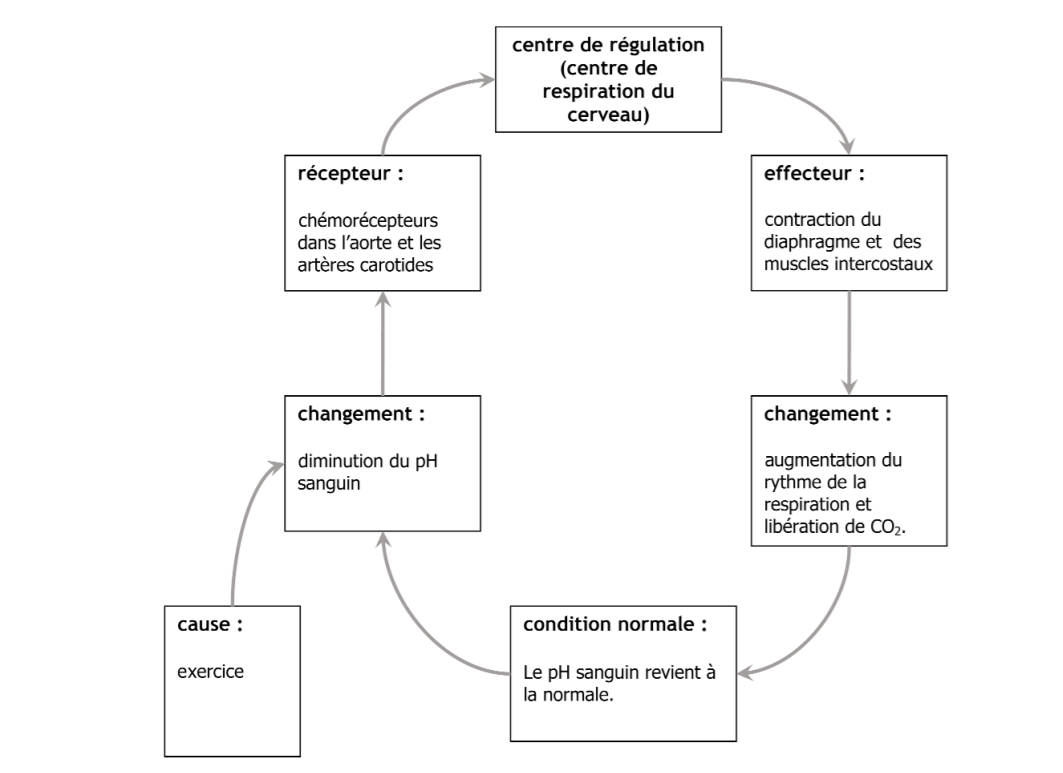 centre de régulation
(centre de
respiration du
cerveau)
récepteur :
chémorécepteurs
dans l'aorte et les
artères carotides
effecteur :
contraction du
diaphragme et  des
muscles intercostaux
changement :
diminution du pH
sanguin
changement :
augmentation du
rythme de la
respiration et
libération de CO₂.
cause :
exercice
condition normale :
Le pH sanguin revient à
la normale.